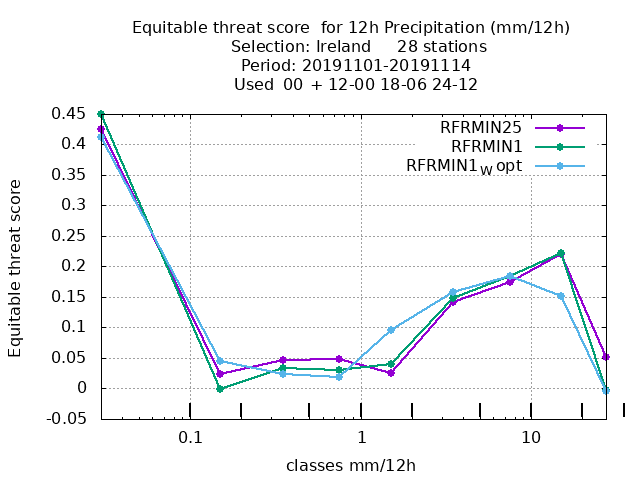 Equitable threat score  for 12h Precipitation (mm/12h)
Selection: Ireland     28 stations
Period: 20191101-20191114
Used  00  + 12-00 18-06 24-12
RFRMIN25
RFRMIN1
RFRMIN1W opt
Equitable threat score
0.45
0.4
0.35
0.3
0.25
0.2
0.15
0.1
0.05
0
-0.05
0.1 1 10
classes mm/12h